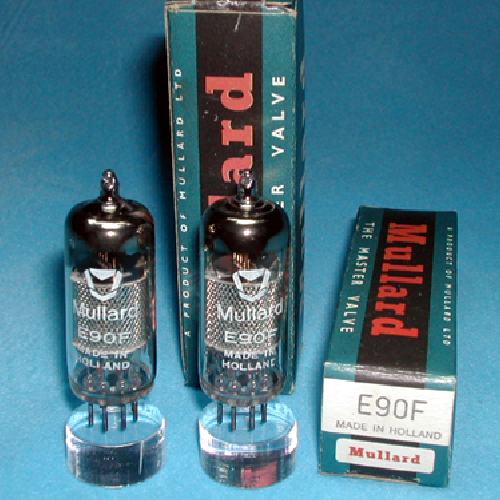 A PRODUCT OF MULLARD LTD
lard
ER VALVE
Mullard
E90F
MADE IN
HOLLAND
Mullard
E90F
MADE IN
HOLLAND
THE MASTER VALVE
Mullard
A PRODUCT OF MULLARD LTD
E90F
MADE IN HOLLAND
Mullard